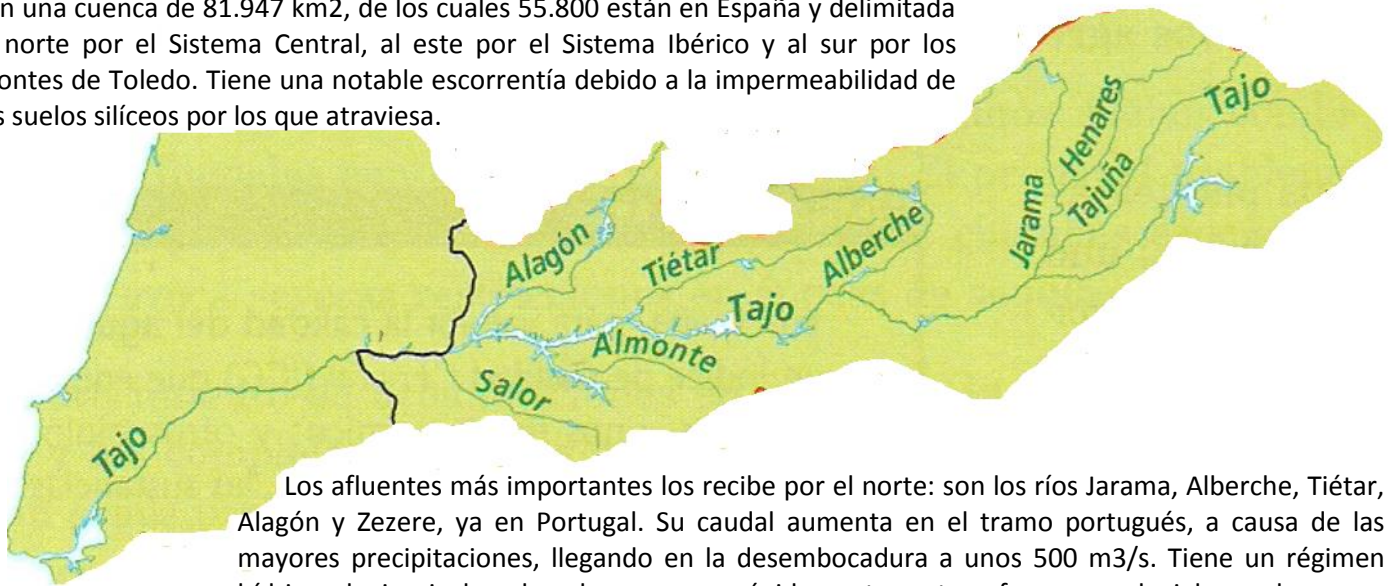 n una cuenca de 81.947 km2, de los cuales 55.800 están en España y delimitada
norte por el Sistema Central, al este por el Sistema Ibérico y al sur por los
ontes de Toledo. Tiene una notable escorrentía debido a la impermeabilidad de
s suelos silíceos por los que atraviesa.
Tajo
Henares
Tajuña
Jarama
Alberche
Tiétar
Alagón
Tajo
Almonte
Salor
Tajo
Los afluentes más importantes los recibe por el norte: son los ríos Jarama, Alberche, Tiétar,
Alagón y Zezere, ya en Portugal. Su caudal aumenta en el tramo portugués, a causa de las
mayores precipitaciones, llegando en la desembocadura a unos 500 m3/s. Tiene un régimen